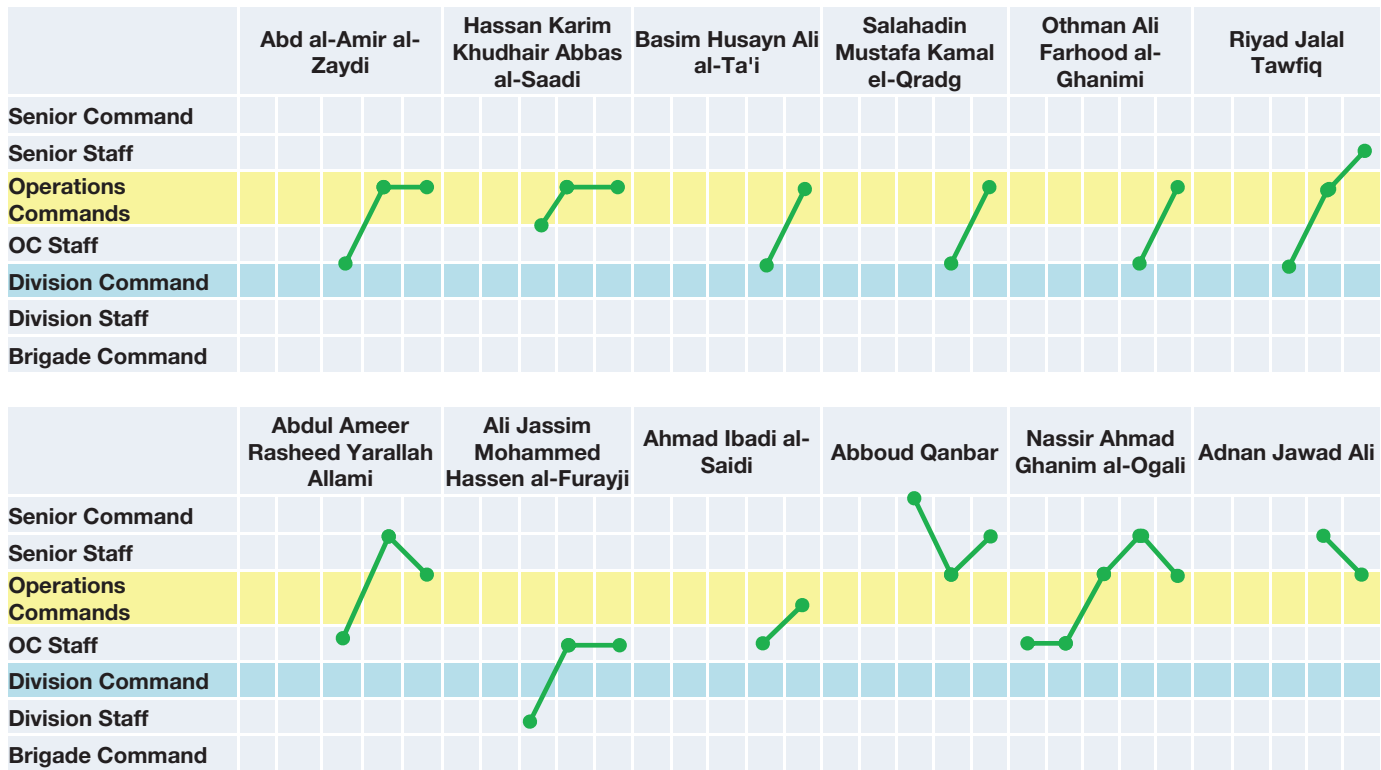 Abd al-Amir al-
Zaydi
Hassan Karim
Khudhair Abbas
al-Saadi
Basim Husayn Ali
al-Ta'i
Salahadin
Mustafa Kamal
el-Qradg
Othman Ali
Farhood al-
Ghanimi
Riyad Jalal
Tawfiq
Senior Command
Senior Staff
Operations
Commands
OC Staff
Division Command
Division Staff
Brigade Command
Abdul Ameer
Rasheed Yarallah
Allami
Ali Jassim
Mohammed
Hassen al-Furayji
Ahmad Ibadi al-
Saidi
Abboud Qanbar
Nassir Ahmad
Ghanim al-Ogali
Adnan Jawad Ali
Senior Command
Senior Staff
Operations
Commands
OC Staff
Division Command
Division Staff
Brigade Command